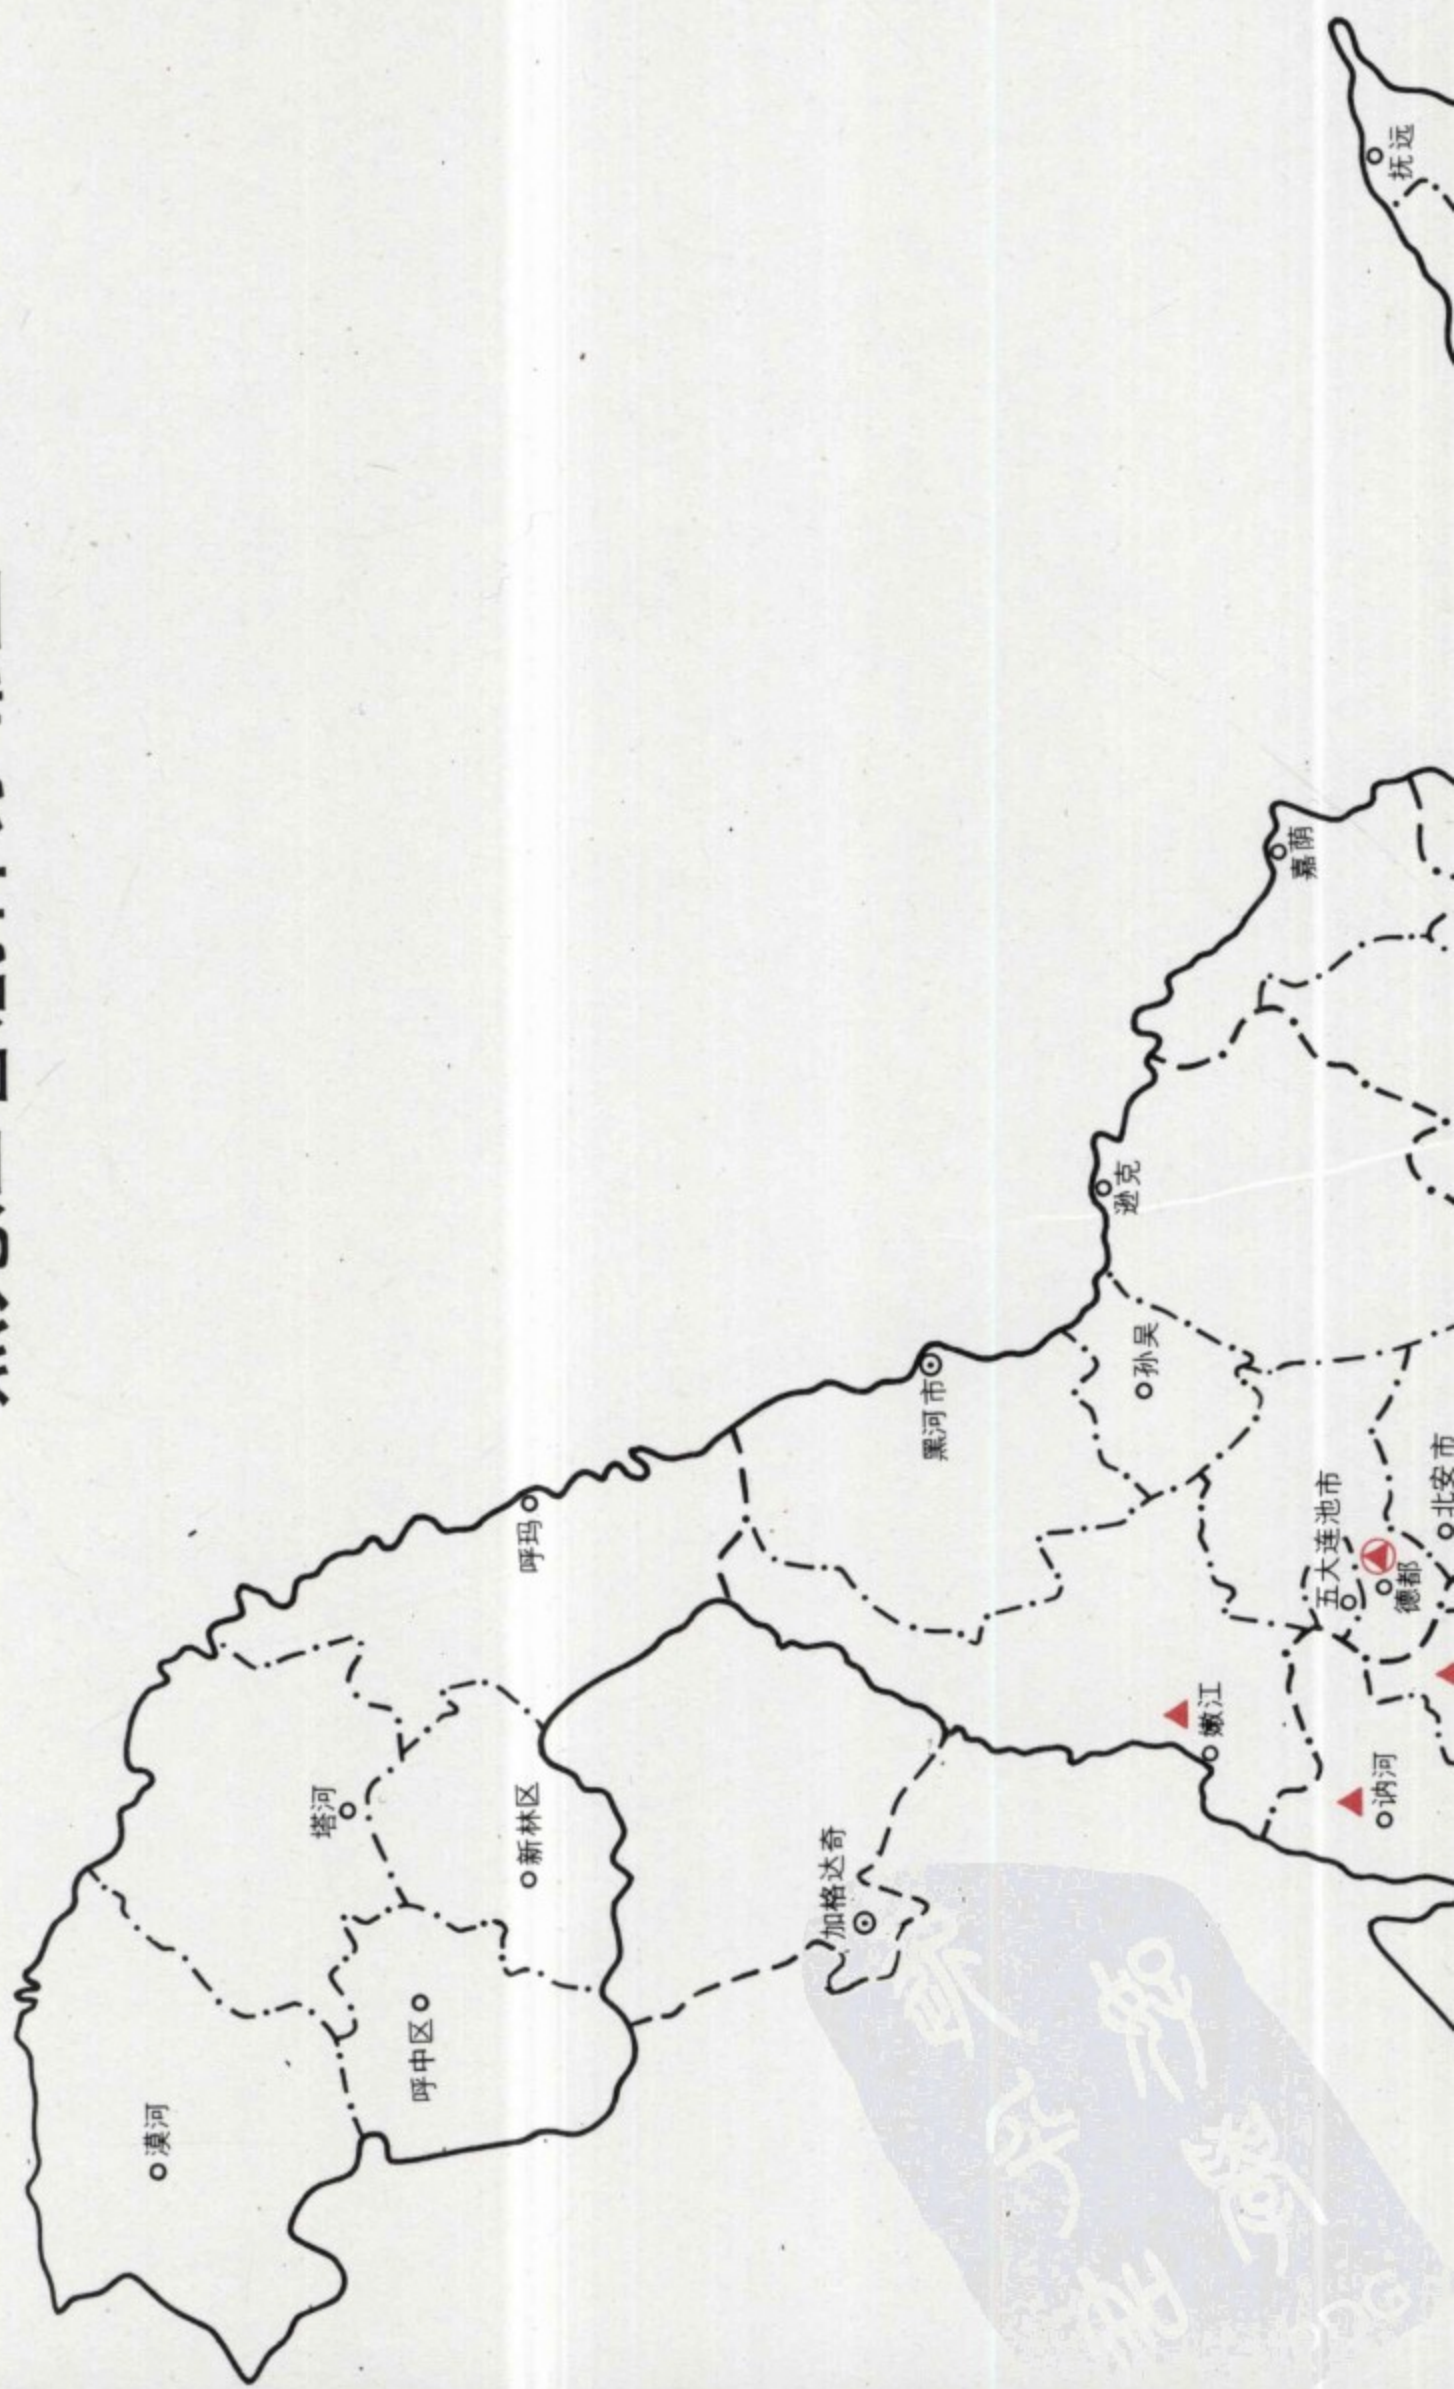 漠河
塔河
呼中区
新林区
呼玛
加格达奇
黑河市
孙吴
逊克
嘉荫
抚远
嫩江
讷河
五大连池市
德都
北安市